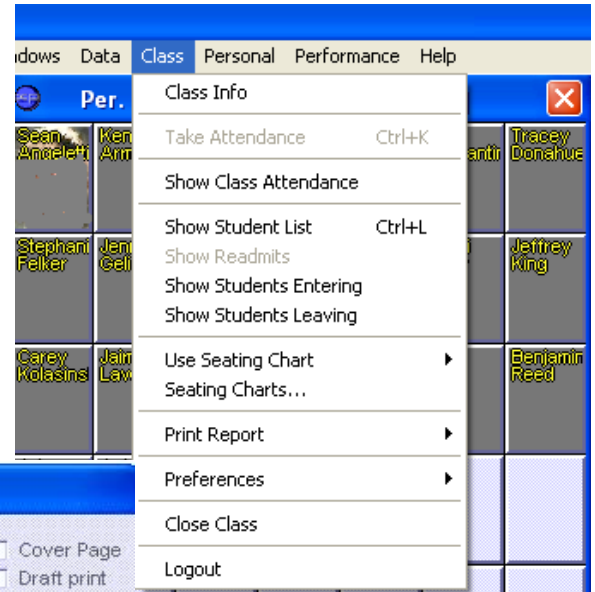 Data Class Personal Performance Help
Per.
Class Info
Take Attendance Ctrl+K
Show Class Attendance
Show Student List Ctrl+L
Show Readmits
Show Students Entering
Show Students Leaving
Use Seating Chart
Seating Charts...
Print Report
Preferences
Close Class
Logout
Sean
Angeletti
Tracey
Donahue
Stephani
Felker
Jeffrey
King
Carey
Kolasins
Benjamin
Reed
Cover Page
Draft print